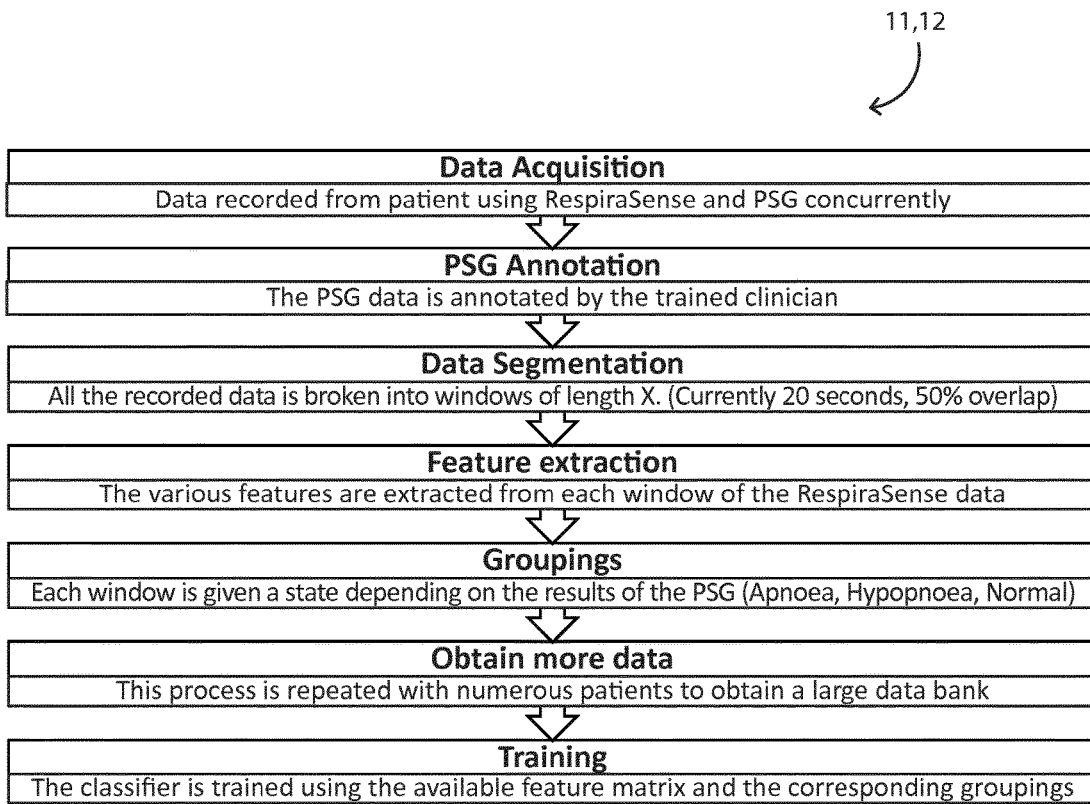 11,12
Data Acquisition
Data recorded from patient using RespiraSense and PSG concurrently
PSG Annotation
The PSG data is annotated by the trained clinician
Data Segmentation
All the recorded data is broken into windows of length X. (Currently 20 seconds, 50% overlap)
Feature extraction
The various features are extracted from each window of the RespiraSense data
Groupings
Each window is given a state depending on the results of the PSG (Apnoea, Hypopnoea, Normal)
Obtain more data
This process is repeated with numerous patients to obtain a large data bank
Training
The classifier is trained using the available feature matrix and the corresponding groupings